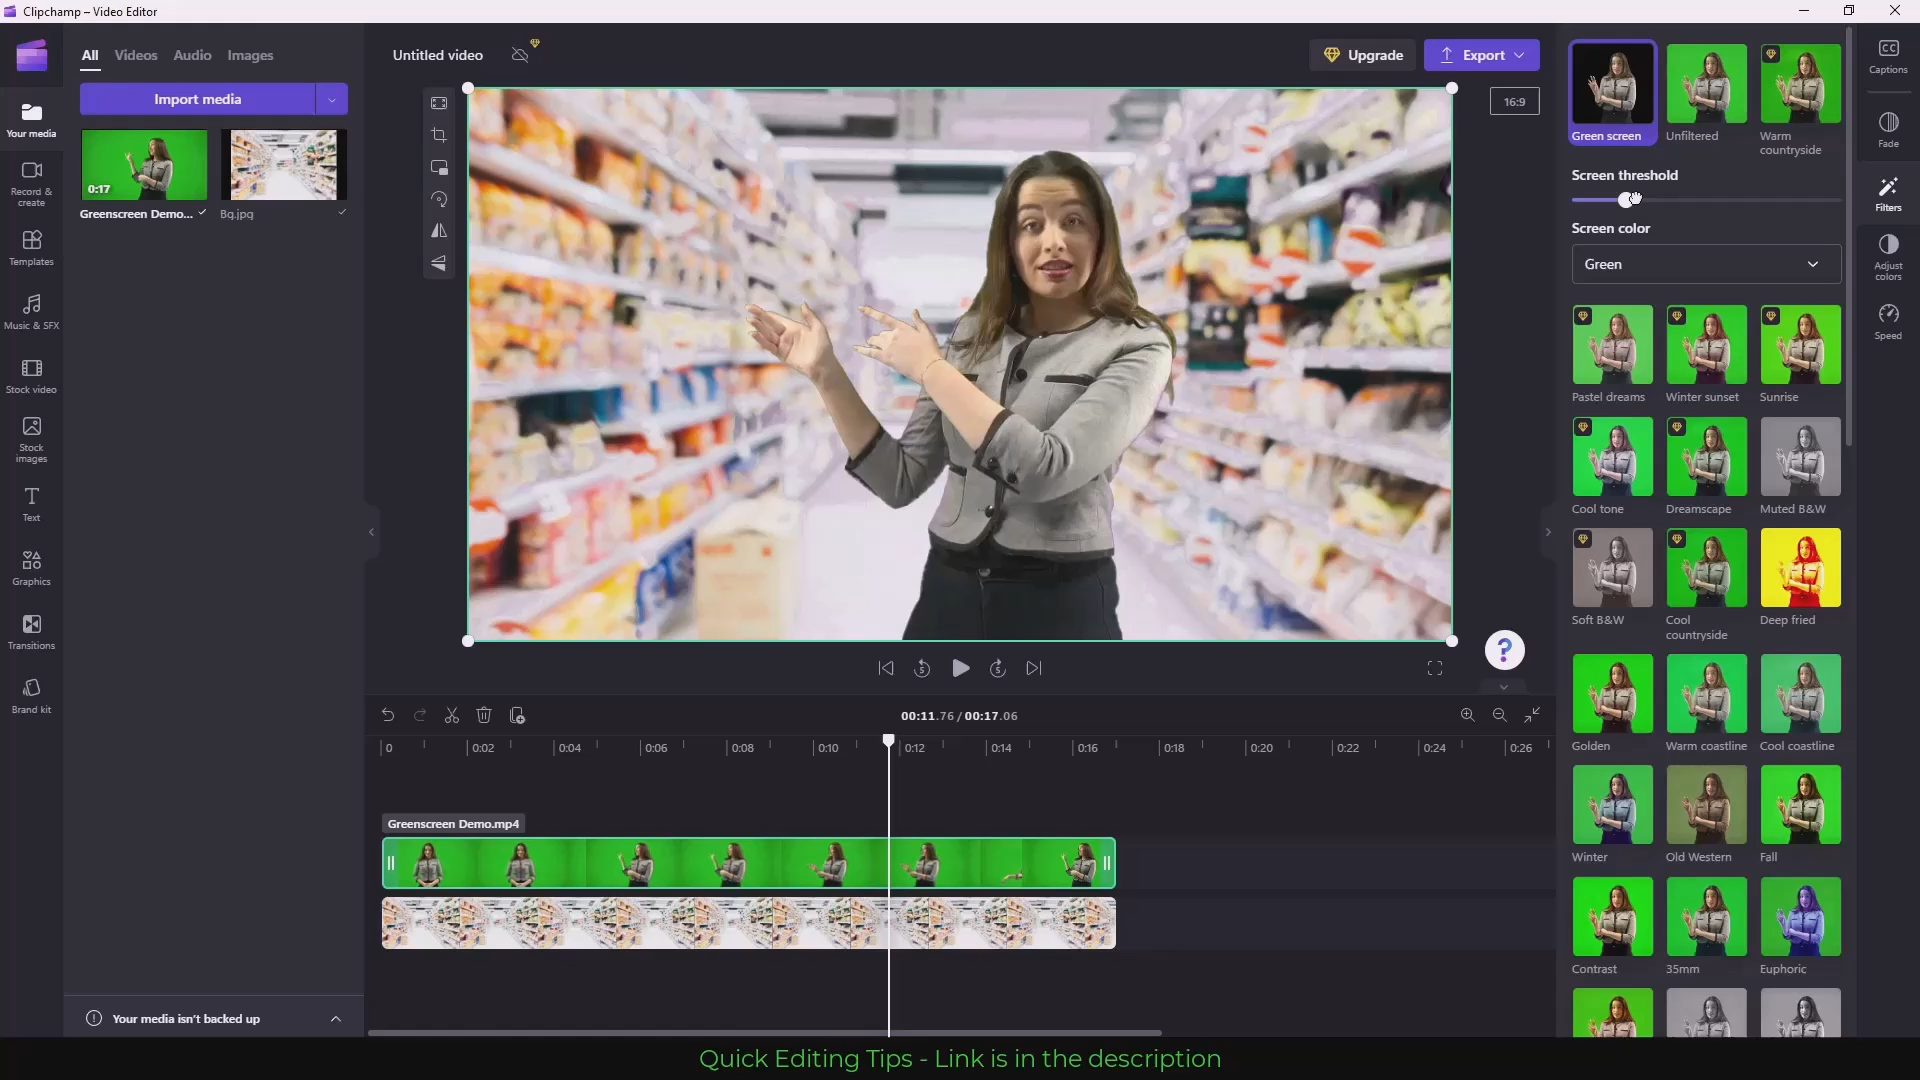 Clipchamp – Video Editor
All Videos Audio Images
Import media
0:17
Greenscreen Demo...
Bg.jpg
Your media
Record & create
Templates
Music & SFX
Stock video
Stock images
Text
Graphics
Transitions
Brand kit
Your media isn't backed up
Untitled video
Upgrade
Export
16:9
Green screen
Unfiltered
Warm countryside
Screen threshold
Screen color
Green
Pastel dreams
Winter sunset
Sunrise
Cool tone
Dreamscape
Muted B&W
Soft B&W
Cool countryside
Deep fried
Golden
Warm coastline
Cool coastline
Winter
Old Western
Fall
Contrast
35mm
Euphoric
CC
Captions
Fade
Filters
Adjust colors
Speed
5
5
?
00:11.76 / 00:17.06
0 0:02 0:04 0:06 0:08 0:10 0:12 0:14 0:16 0:18 0:20 0:22 0:24 0:26
Greenscreen Demo.mp4
Quick Editing Tips - Link is in the description